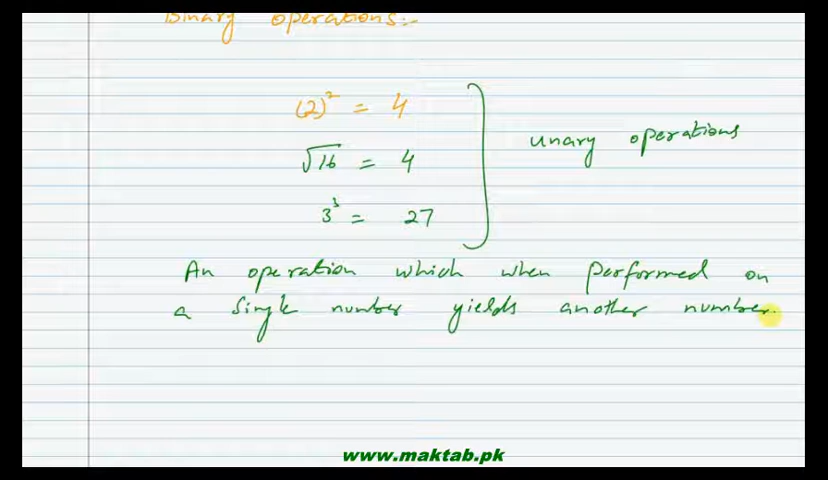 Binary operations:-
(2)² = 4
√16 = 4
unary operations
3³ = 27
An operation which when performed on
a single number yields another number.
www.maktab.pk